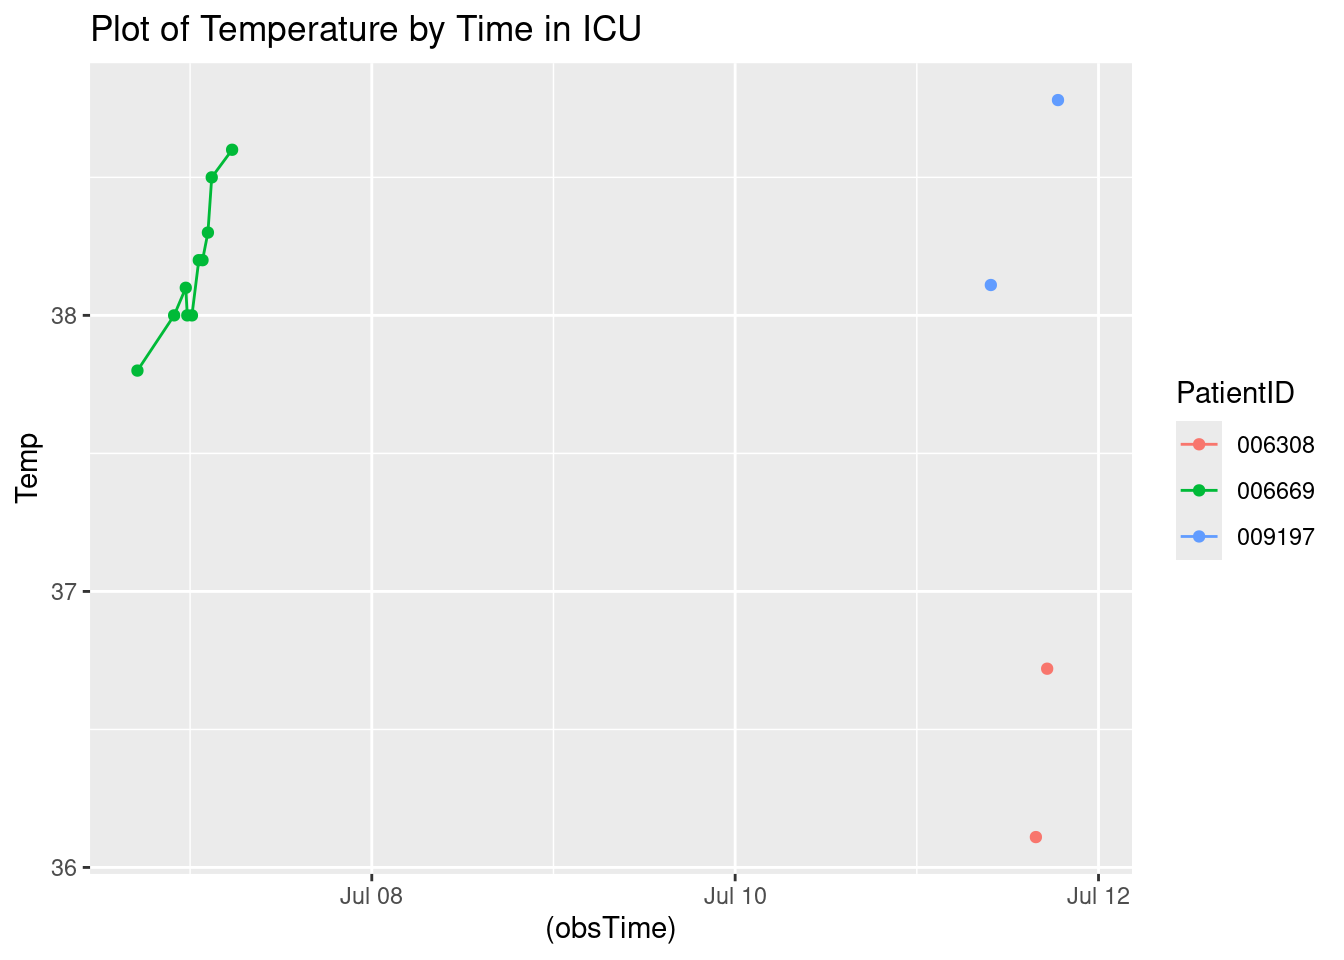 Plot of Temperature by Time in ICU
38
37
36
Temp
Jul 08
Jul 10
Jul 12
(obsTime)
PatientID
006308
006669
009197